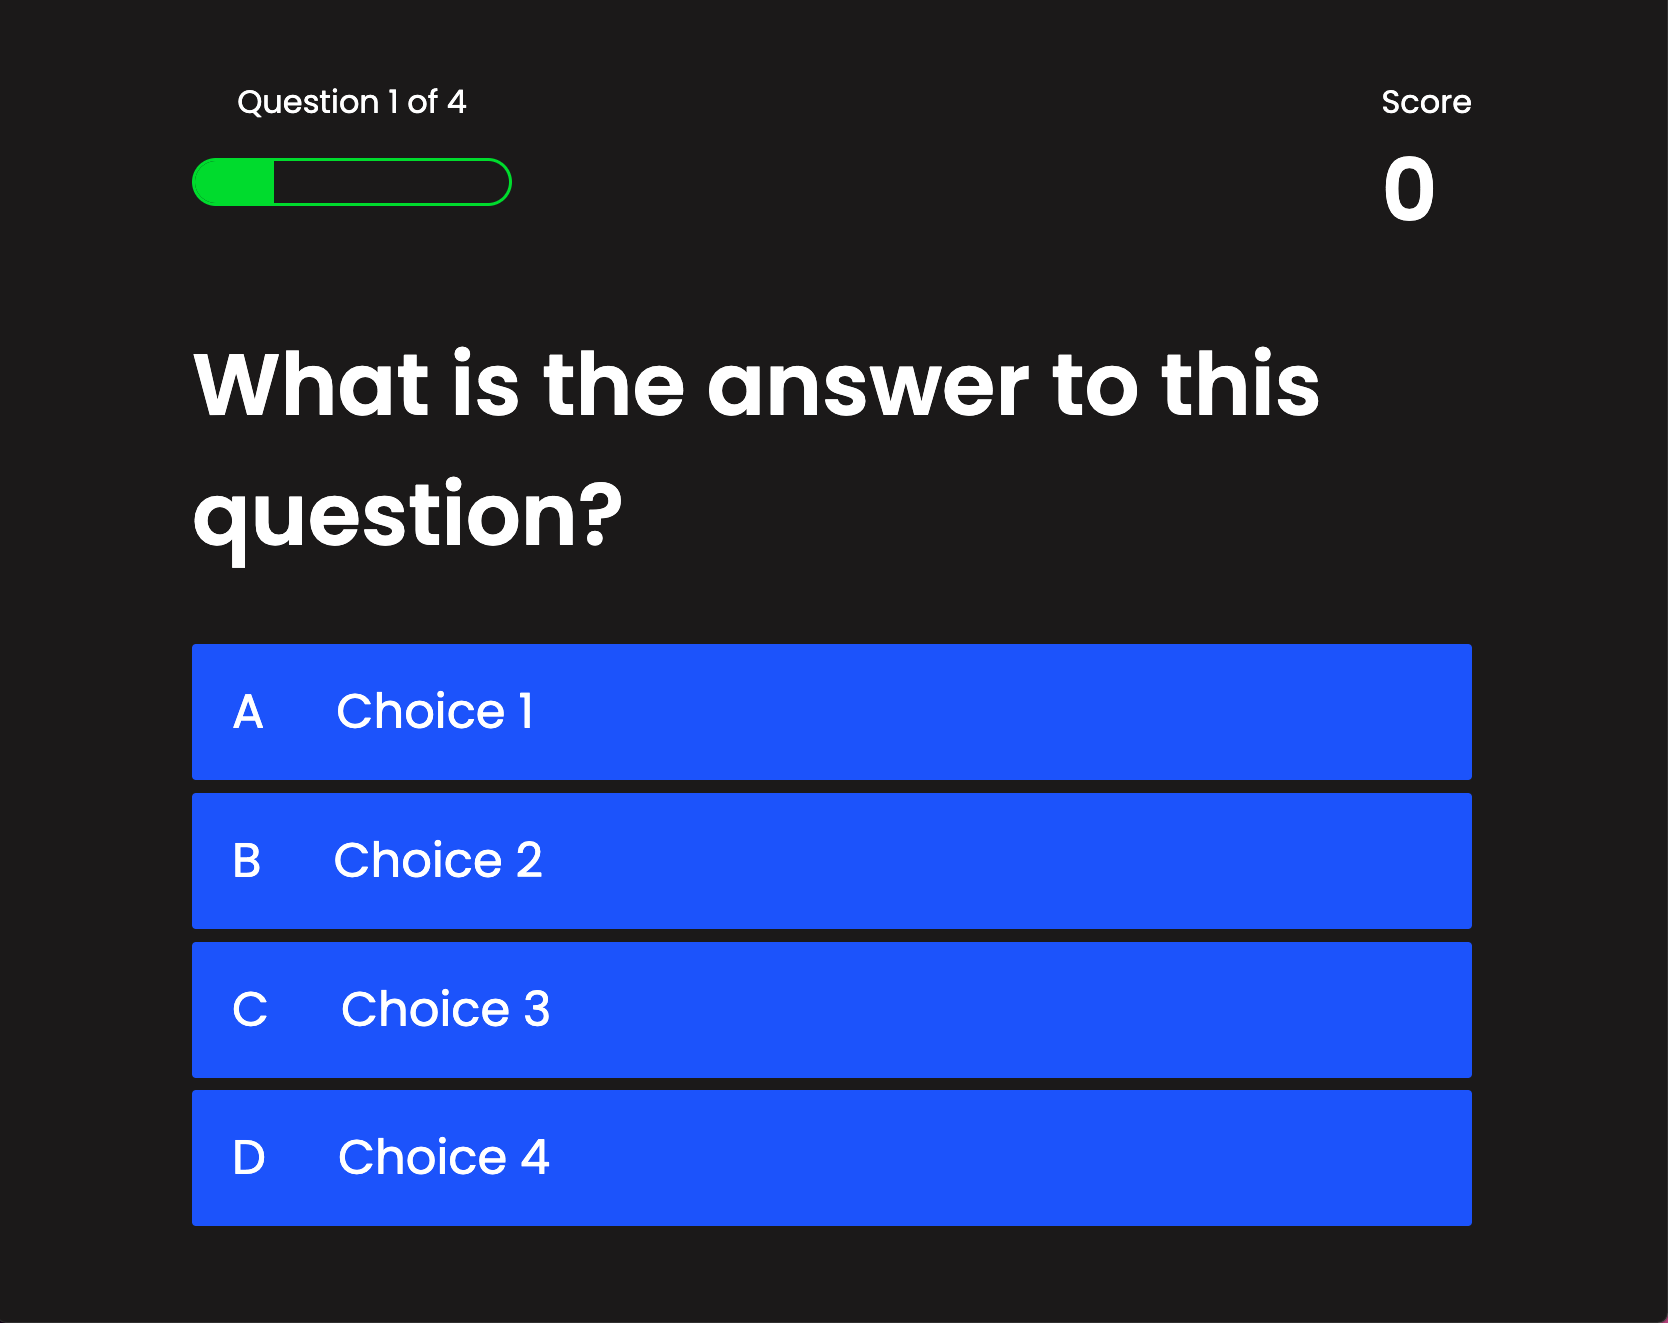 Question 1 of 4
Score
0
What is the answer to this
question?
A Choice 1
B Choice 2
C Choice 3
D Choice 4